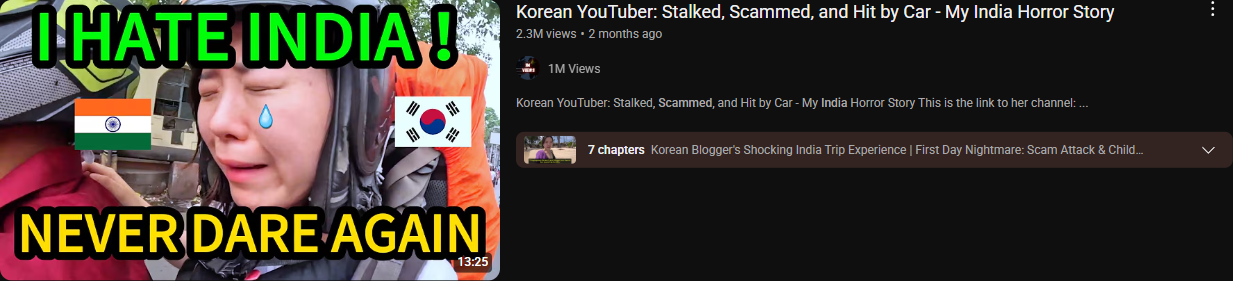 I HATE INDIA !
NEVER DARE AGAIN
13:25
Korean YouTuber: Stalked, Scammed, and Hit by Car - My India Horror Story
2.3M views • 2 months ago
1M Views
Korean YouTuber: Stalked, Scammed, and Hit by Car - My India Horror Story This is the link to her channel: ...
7 chapters Korean Blogger's Shocking India Trip Experience | First Day Nightmare: Scam Attack & Child...